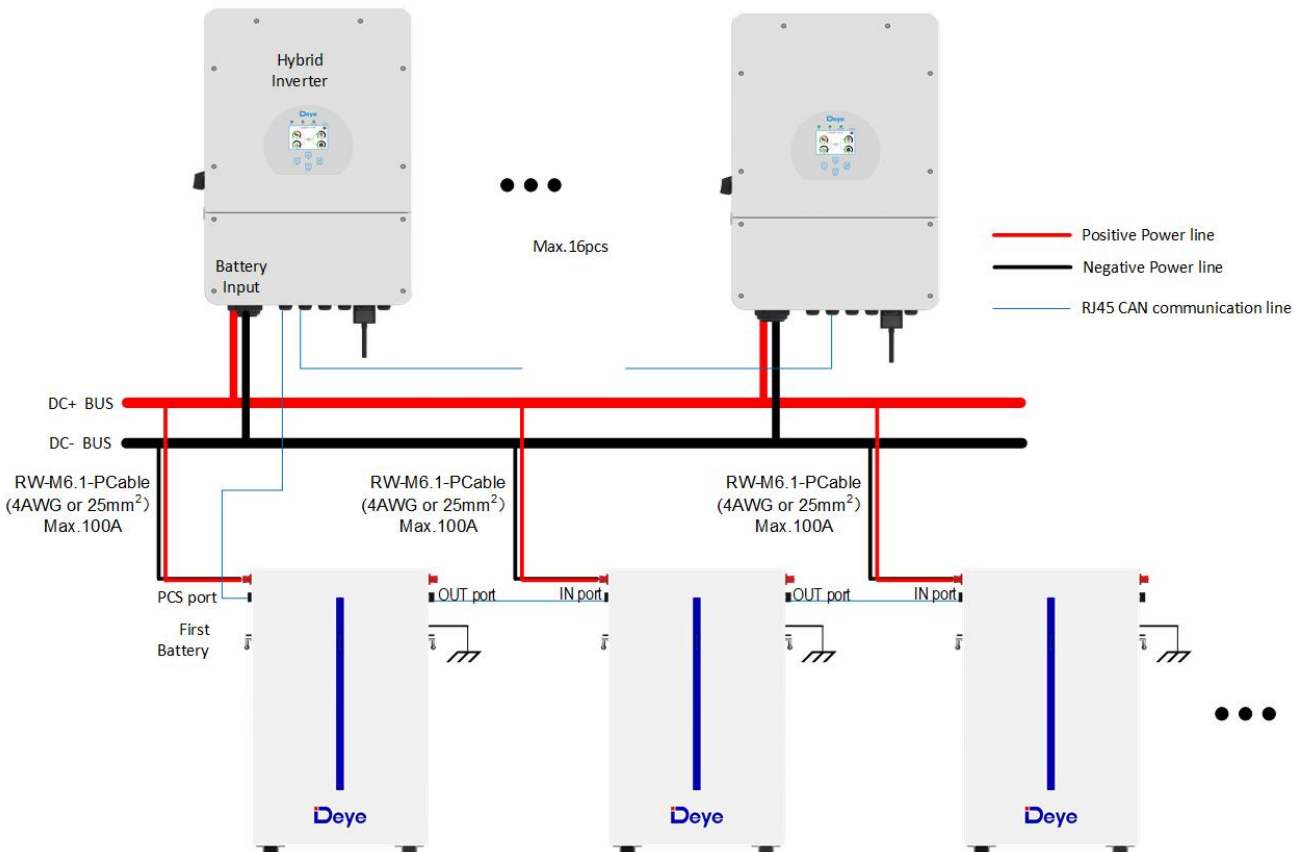 Hybrid
Inverter
Deye
Deye
Max.16pcs
Battery
Input
Positive Power line
Negative Power line
RJ45 CAN communication line
DC+ BUS
DC- BUS
RW-M6.1-PCable
(4AWG or 25mm²)
Max.100A
RW-M6.1-PCable
(4AWG or 25mm²)
Max.100A
RW-M6.1-PCable
(4AWG or 25mm²)
Max.100A
PCS port
OUT port
IN port
OUT port
IN port
First
Battery
Deye
Deye
Deye